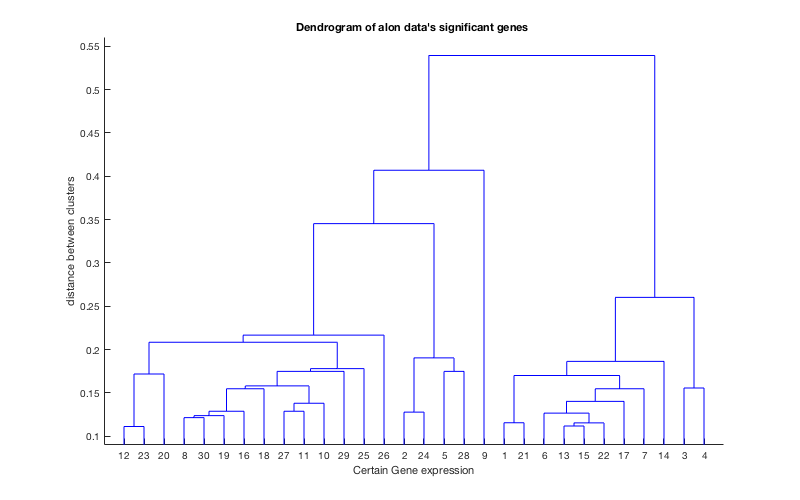 Dendrogram of alon data's significant genes
0.55
0.5
0.45
0.4
0.35
0.3
0.25
0.2
0.15
0.1
distance between clusters
12 23 20 8 30 19 16 18 27 11 10 29 25 26 2 24 5 28 9 1 21 6 13 15 22 17 7 14 3 4
Certain Gene expression